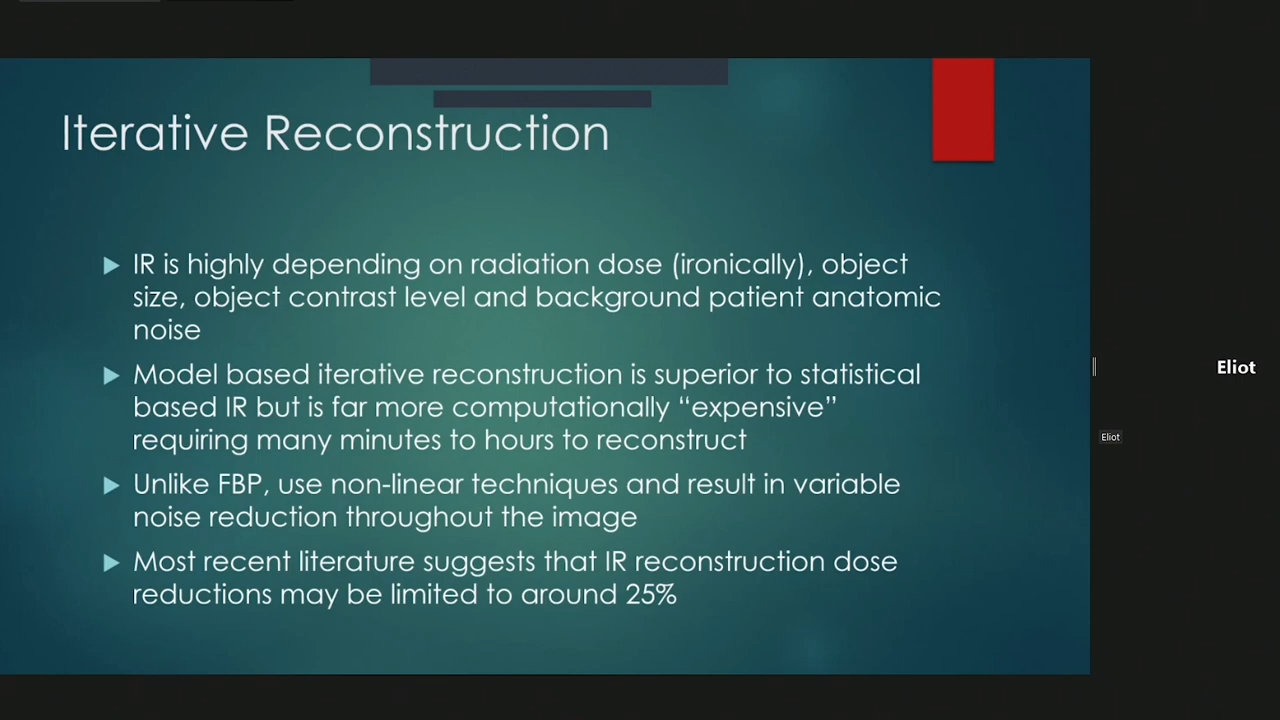 Iterative Reconstruction
IR is highly depending on radiation dose (ironically), object
size, object contrast level and background patient anatomic
noise
Model based iterative reconstruction is superior to statistical
based IR but is far more computationally “expensive”
requiring many minutes to hours to reconstruct
Unlike FBP, use non-linear techniques and result in variable
noise reduction throughout the image
Most recent literature suggests that IR reconstruction dose
reductions may be limited to around 25%
Eliot
Eliot